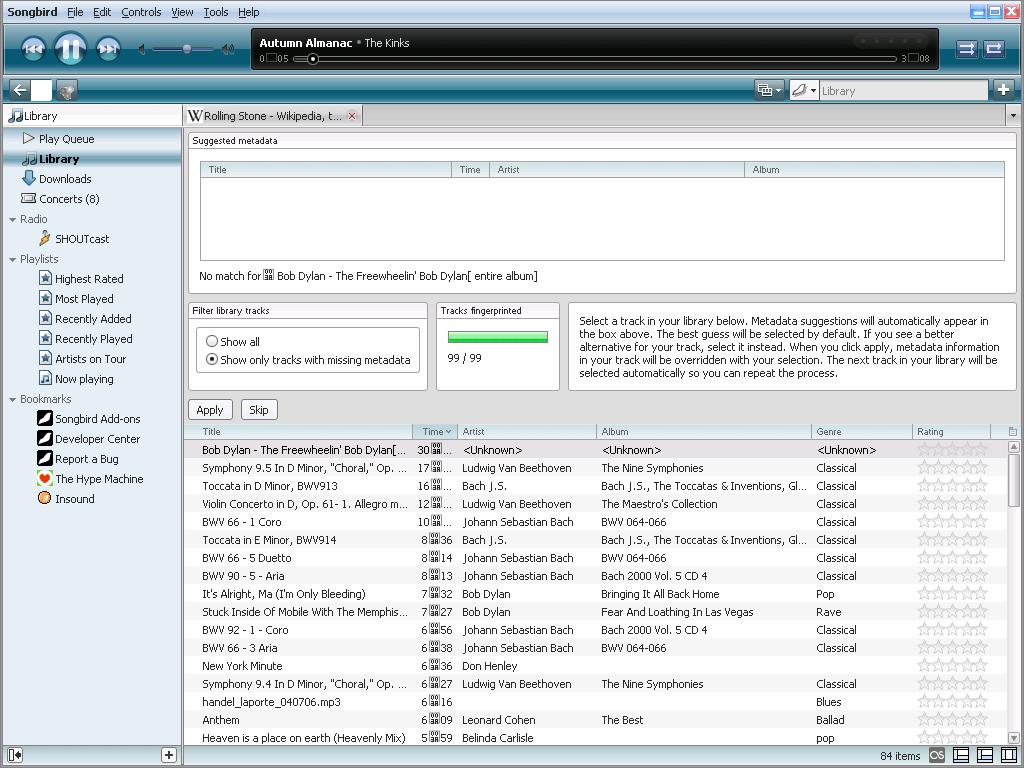 Songbird File Edit Controls View Tools Help
Autumn Almanac • The Kinks
0 05 3 08
Library
Library
Rolling Stone - Wikipedia, t...
Play Queue
Library
Downloads
Concerts (8)
Radio
SHOUTcast
Playlists
Highest Rated
Most Played
Recently Added
Recently Played
Artists on Tour
Now playing
Bookmarks
Songbird Add-ons
Developer Center
Report a Bug
The Hype Machine
Insound
Suggested metadata
Title Time Artist Album
No match for Bob Dylan - The Freewheelin' Bob Dylan[ entire album]
Filter library tracks
Show all
Show only tracks with missing metadata
Tracks fingerprinted
99 / 99
Select a track in your library below. Metadata suggestions will automatically appear in
the box above. The best guess will be selected by default. If you see a better
alternative for your track, select it instead. When you click apply, metadata information
in your track will be overridden with your selection. The next track in your library will be
selected automatically so you can repeat the process.
Apply Skip
Title Time Artist Album Genre Rating
Bob Dylan - The Freewheelin' Bob Dylan[... 30 ... <Unknown> <Unknown> <Unknown>
Symphony 9.5 In D Minor, "Choral," Op. ... 17 ... Ludwig Van Beethoven The Nine Symphonies Classical
Toccata in D Minor, BWV913 16 ... Bach J.S. Bach J.S., The Toccatas & Inventions, Gl... Classical
Violin Concerto in D, Op. 61- 1. Allegro m... 12 ... Ludwig Van Beethoven The Maestro's Collection Classical
BWV 66 - 1 Coro 10 ... Johann Sebastian Bach BWV 064-066 Classical
Toccata in E Minor, BWV914 8 36 Bach J.S. Bach J.S., The Toccatas & Inventions, Gl... Classical
BWV 66 - 5 Duetto 8 14 Johann Sebastian Bach BWV 064-066 Classical
BWV 90 - 5 - Aria 8 13 Johann Sebastian Bach Bach 2000 Vol. 5 CD 4 Classical
It's Alright, Ma (I'm Only Bleeding) 7 32 Bob Dylan Bringing It All Back Home Pop
Stuck Inside Of Mobile With The Memphis... 7 27 Bob Dylan Fear And Loathing In Las Vegas Rave
BWV 92 - 1 - Coro 6 56 Johann Sebastian Bach Bach 2000 Vol. 5 CD 4 Classical
BWV 66 - 3 Aria 6 38 Johann Sebastian Bach BWV 064-066 Classical
New York Minute 6 36 Don Henley
Symphony 9.4 In D Minor, "Choral," Op. ... 6 27 Ludwig Van Beethoven The Nine Symphonies Classical
handel_laporte_040706.mp3 6 16 Blues
Anthem 6 09 Leonard Cohen The Best Ballad
Heaven is a place on earth (Heavenly Mix) 5 59 Belinda Carlisle pop
84 items